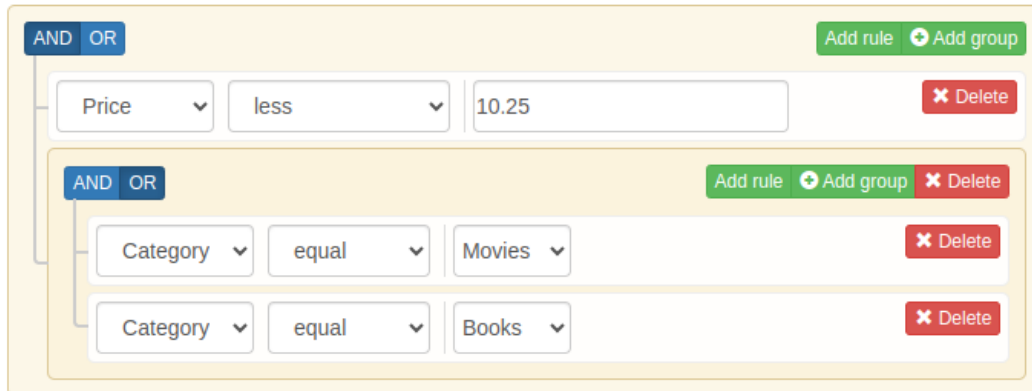 AND OR Add rule Add group
Price less 10.25 Delete
AND OR Add rule Add group Delete
Category equal Movies Delete
Category equal Books Delete